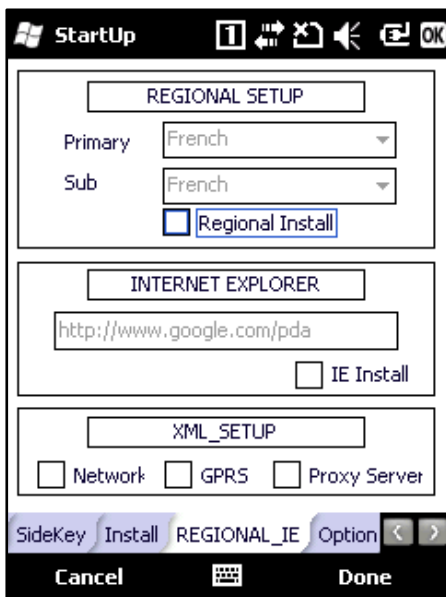 StartUp 1 OK
REGIONAL SETUP
Primary French
Sub French
Regional Install
INTERNET EXPLORER
http://www.google.com/pda
IE Install
XML_SETUP
Network GPRS Proxy Server
SideKey Install REGIONAL_IE Option
Cancel Done